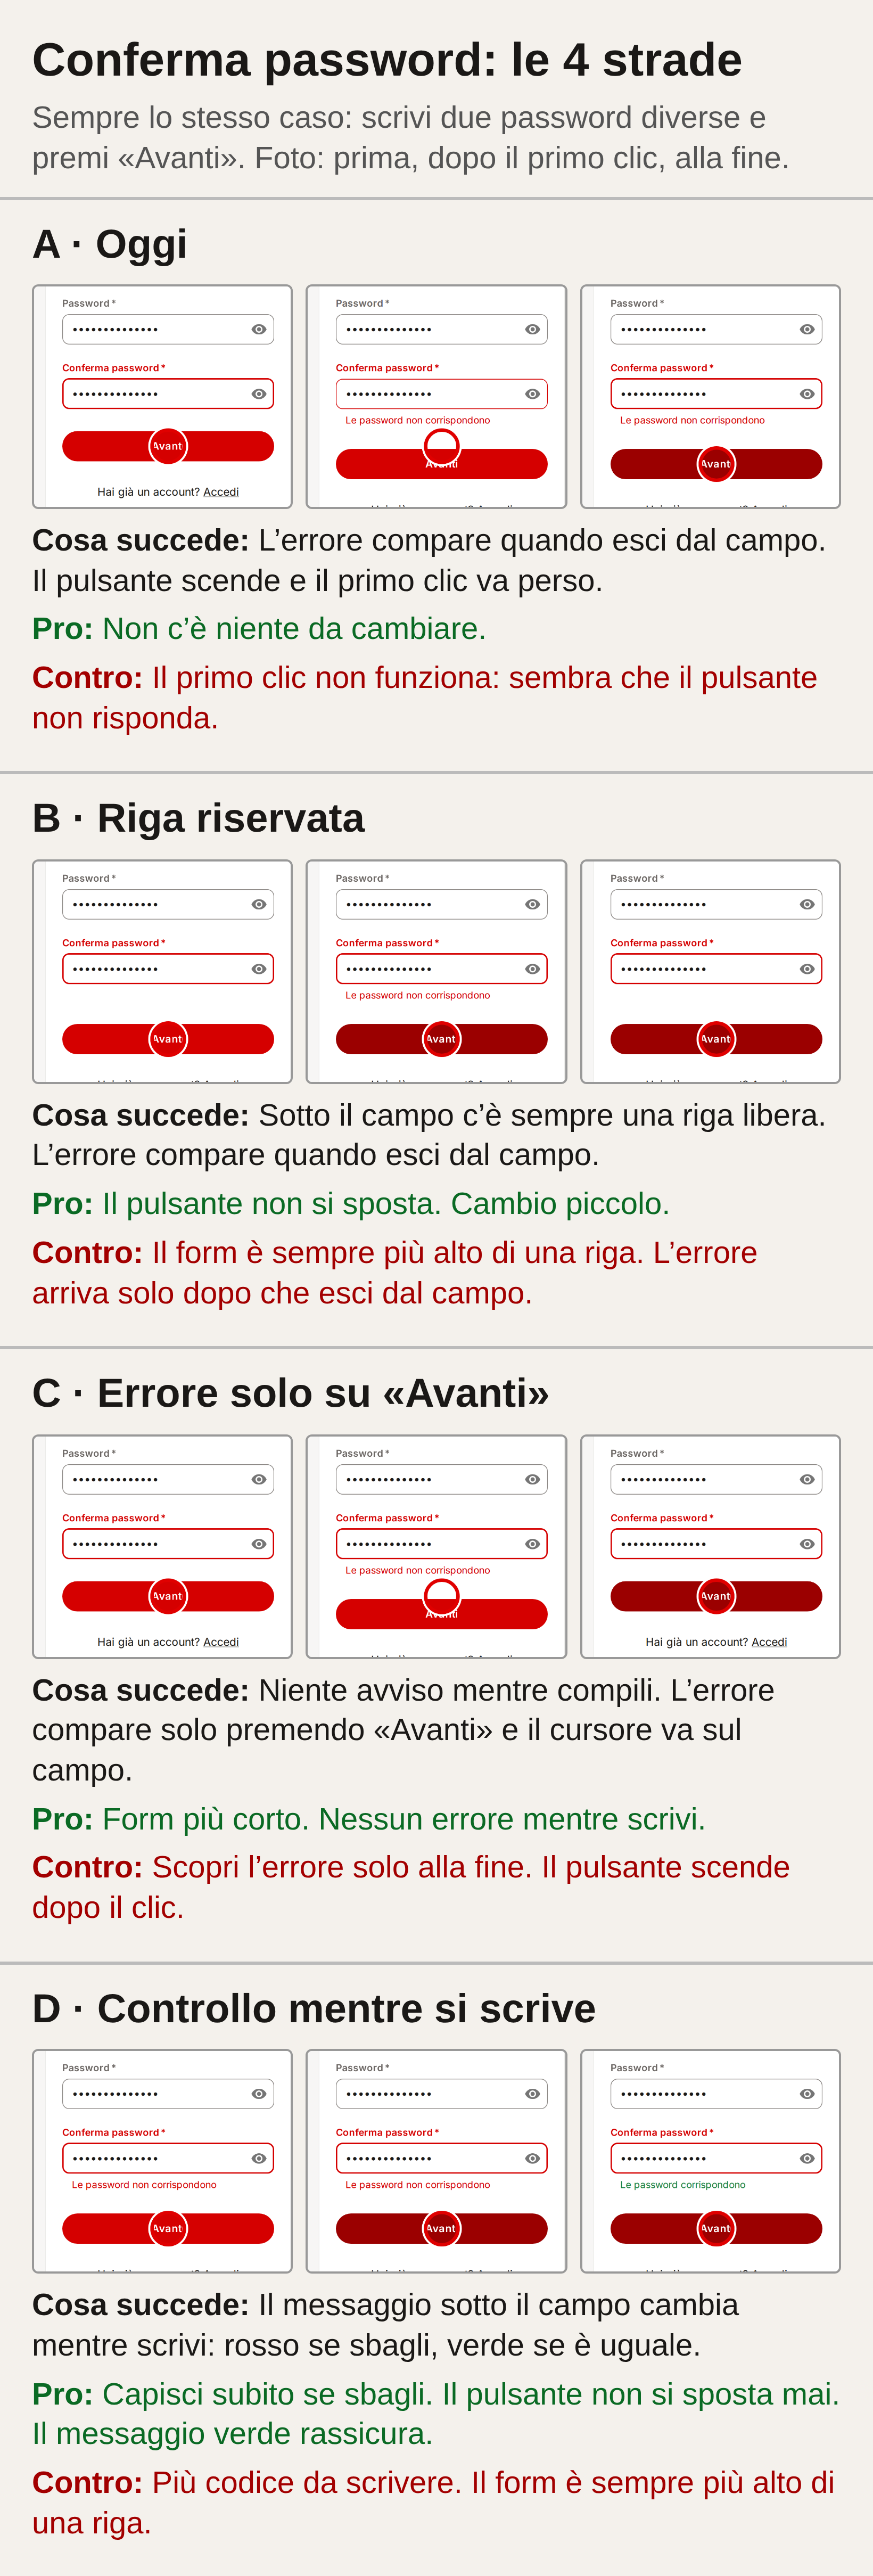 Conferma password: le 4 strade
Sempre lo stesso caso: scrivi due password diverse e
premi «Avanti». Foto: prima, dopo il primo clic, alla fine.
A · Oggi
Password *
Conferma password *
Avant
Hai già un account? Accedi
Password *
Conferma password *
Le password non corrispondono
Password *
Conferma password *
Le password non corrispondono
Avant
Cosa succede: L’errore compare quando esci dal campo.
Il pulsante scende e il primo clic va perso.
Pro: Non c’è niente da cambiare.
Contro: Il primo clic non funziona: sembra che il pulsante
non risponda.
B · Riga riservata
Password *
Conferma password *
Avant
Password *
Conferma password *
Le password non corrispondono
Avant
Password *
Conferma password *
Avant
Cosa succede: Sotto il campo c’è sempre una riga libera.
L’errore compare quando esci dal campo.
Pro: Il pulsante non si sposta. Cambio piccolo.
Contro: Il form è sempre più alto di una riga. L’errore
arriva solo dopo che esci dal campo.
C · Errore solo su «Avanti»
Password *
Conferma password *
Avant
Hai già un account? Accedi
Password *
Conferma password *
Le password non corrispondono
Password *
Conferma password *
Avant
Hai già un account? Accedi
Cosa succede: Niente avviso mentre compili. L’errore
compare solo premendo «Avanti» e il cursore va sul
campo.
Pro: Form più corto. Nessun errore mentre scrivi.
Contro: Scopri l’errore solo alla fine. Il pulsante scende
dopo il clic.
D · Controllo mentre si scrive
Password *
Conferma password *
Le password non corrispondono
Avant
Password *
Conferma password *
Le password non corrispondono
Avant
Password *
Conferma password *
Le password corrispondono
Avant
Cosa succede: Il messaggio sotto il campo cambia
mentre scrivi: rosso se sbagli, verde se è uguale.
Pro: Capisci subito se sbagli. Il pulsante non si sposta mai.
Il messaggio verde rassicura.
Contro: Più codice da scrivere. Il form è sempre più alto di
una riga.